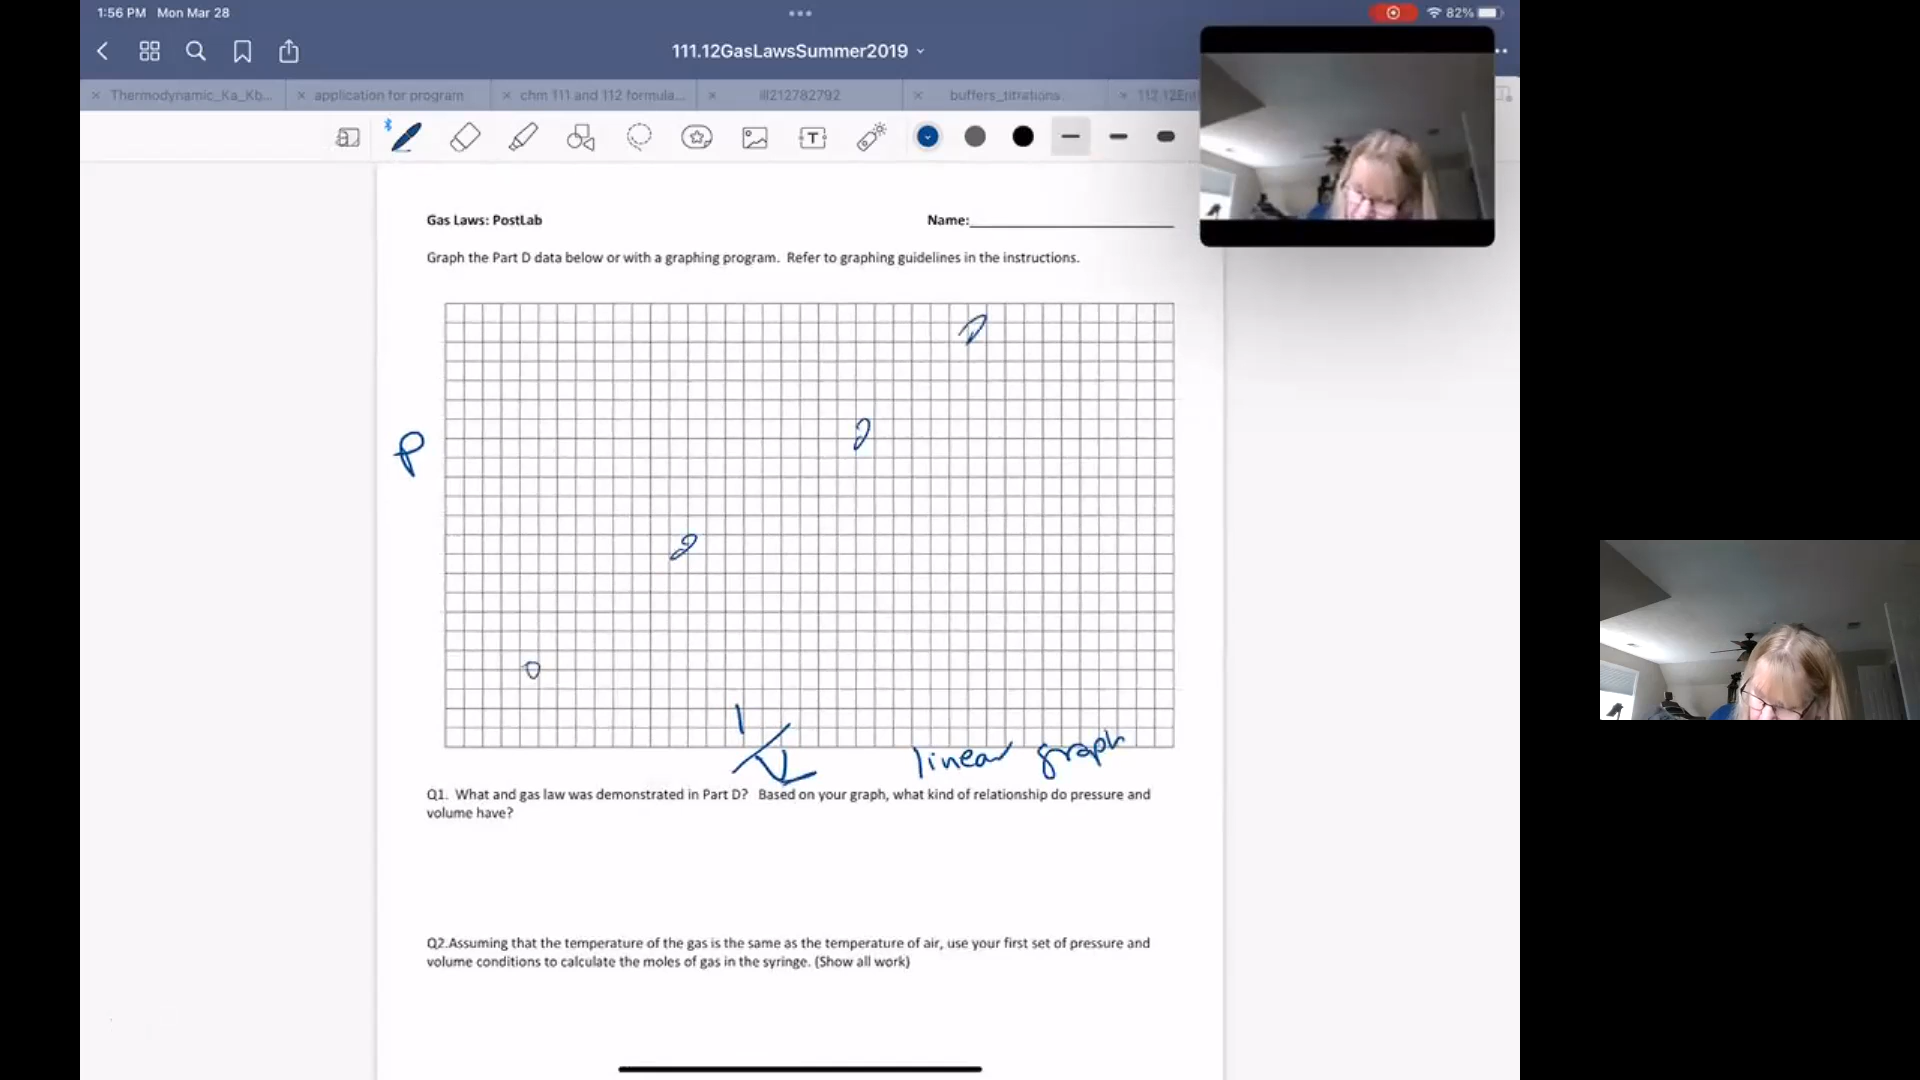 1:56 PM Mon Mar 28
82%
111.12GasLawsSummer2019
Thermodynamic_Ka_Kb... application for program chm 111 and 112 formula... ill212782792 buffers_titrations.
T
Gas Laws: PostLab Name:
Graph the Part D data below or with a graphing program. Refer to graphing guidelines in the instructions.
P
1/V linear graph
Q1. What and gas law was demonstrated in Part D? Based on your graph, what kind of relationship do pressure and
volume have?
Q2.Assuming that the temperature of the gas is the same as the temperature of air, use your first set of pressure and
volume conditions to calculate the moles of gas in the syringe. (Show all work)